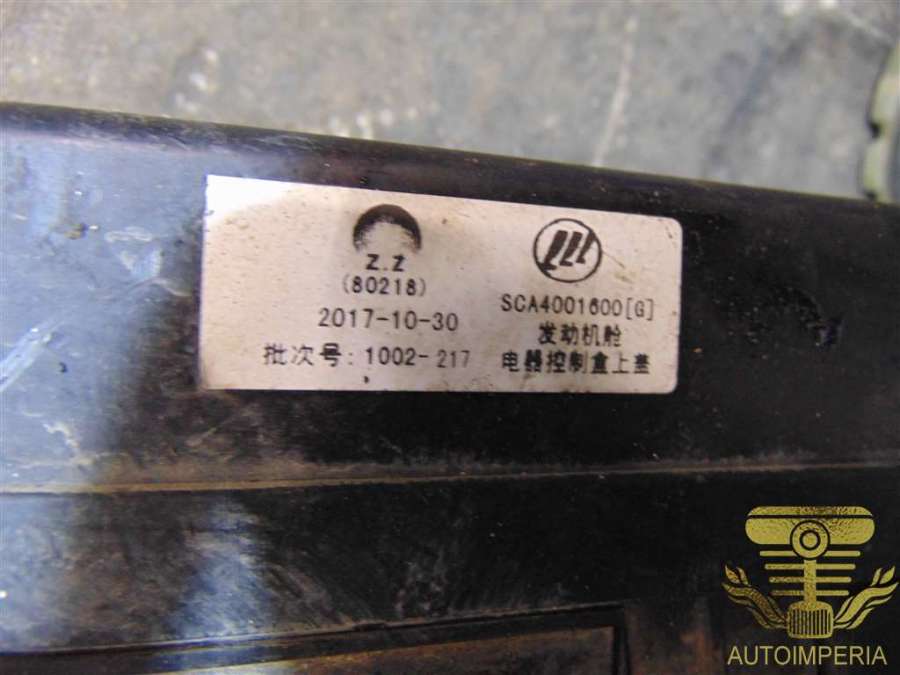 Z.Z
(80218)
2017-10-30
批次号: 1002-217
SCA4001600[G]
发动机舱
电器控制盒上盖
AUTOIMPERIA